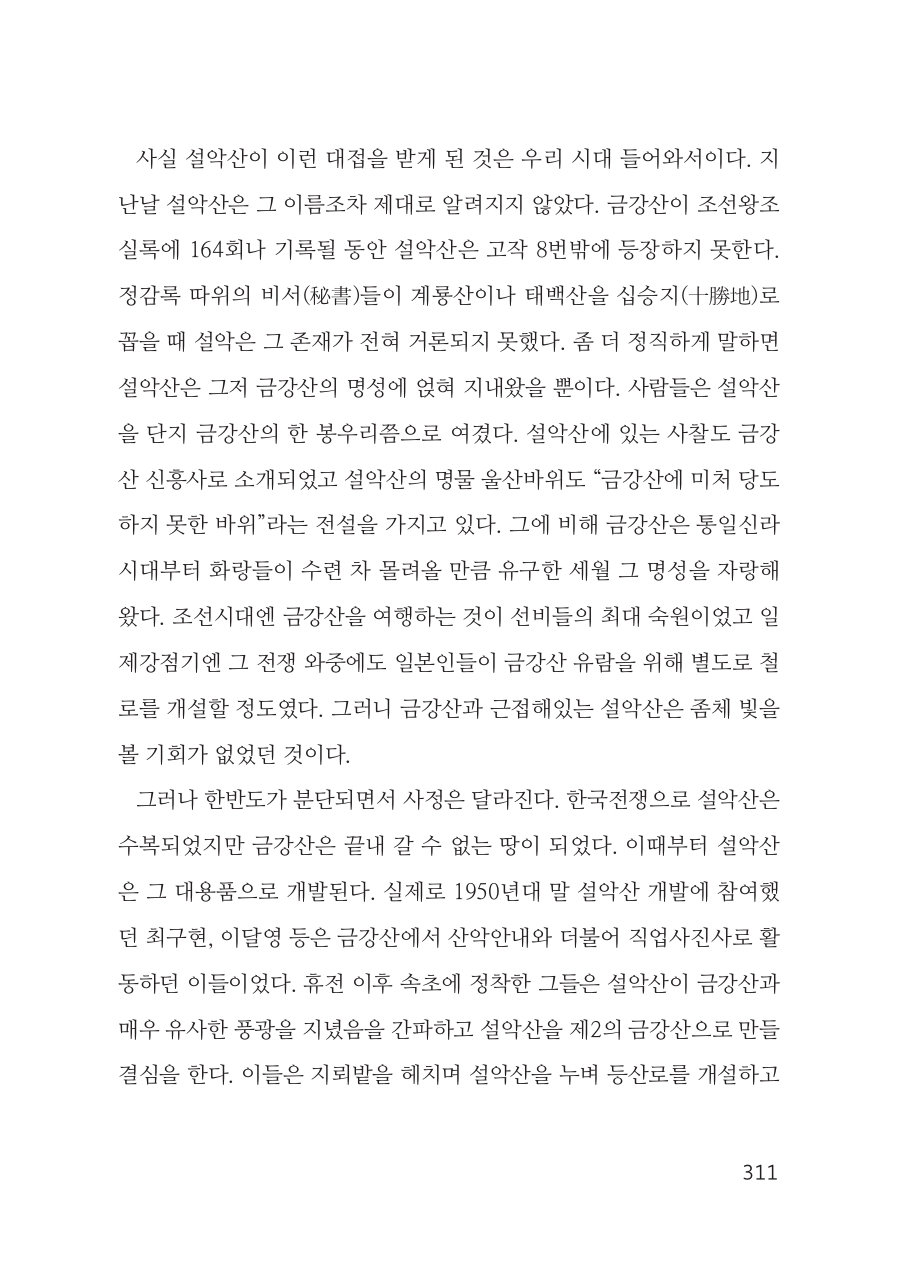 사실 설악산이 이런 대접을 받게 된 것은 우리 시대 들어와서이다. 지
난날 설악산은 그 이름조차 제대로 알려지지 않았다. 금강산이 조선왕조
실록에 164회나 기록될 동안 설악산은 고작 8번밖에 등장하지 못한다.
정감록 따위의 비서(秘書)들이 계룡산이나 태백산을 십승지(十勝地)로
꼽을 때 설악은 그 존재가 전혀 거론되지 못했다. 좀 더 정직하게 말하면
설악산은 그저 금강산의 명성에 얹혀 지내왔을 뿐이다. 사람들은 설악산
을 단지 금강산의 한 봉우리쯤으로 여겼다. 설악산에 있는 사찰도 금강
산 신흥사로 소개되었고 설악산의 명물 울산바위도 “금강산에 미처 당도
하지 못한 바위”라는 전설을 가지고 있다. 그에 비해 금강산은 통일신라
시대부터 화랑들이 수련 차 몰려올 만큼 유구한 세월 그 명성을 자랑해
왔다. 조선시대엔 금강산을 여행하는 것이 선비들의 최대 숙원이었고 일
제강점기엔 그 전쟁 와중에도 일본인들이 금강산 유람을 위해 별도로 철
로를 개설할 정도였다. 그러니 금강산과 근접해있는 설악산은 좀체 빛을
볼 기회가 없었던 것이다.
그러나 한반도가 분단되면서 사정은 달라진다. 한국전쟁으로 설악산은
수복되었지만 금강산은 끝내 갈 수 없는 땅이 되었다. 이때부터 설악산
은 그 대용품으로 개발된다. 실제로 1950년대 말 설악산 개발에 참여했
던 최구현, 이달영 등은 금강산에서 산악안내와 더불어 직업사진사로 활
동하던 이들이었다. 휴전 이후 속초에 정착한 그들은 설악산이 금강산과
매우 유사한 풍광을 지녔음을 간파하고 설악산을 제2의 금강산으로 만들
결심을 한다. 이들은 지뢰밭을 헤치며 설악산을 누벼 등산로를 개설하고
311